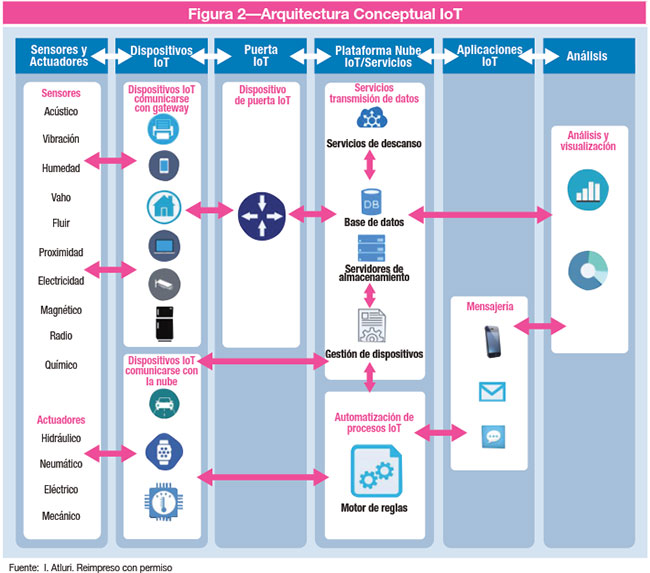 Figura 2—Arquitectura Conceptual IoT
Sensores y
Actuadores
Dispositivos
IoT
Puerta
IoT
Plataforma Nube
IoT/Servicios
Aplicaciones
IoT
Análisis
Sensores
Acústico
Vibración
Humedad
Vaho
Fluir
Proximidad
Electricidad
Magnético
Radio
Químico
Actuadores
Hidráulico
Neumático
Eléctrico
Mecánico
Dispositivos IoT
comunicarse
con gateway
Dispositivos IoT
comunicarse con
la nube
Dispositivo
de puerta IoT
Servicios
transmisión de datos
Servicios de descanso
DB
Base de datos
Servidores de
almacenamiento
Gestión de dispositivos
Automatización de
procesos IoT
Motor de reglas
Mensajería
Análisis y
visualización
Fuente: I. Atluri. Reimpreso con permiso